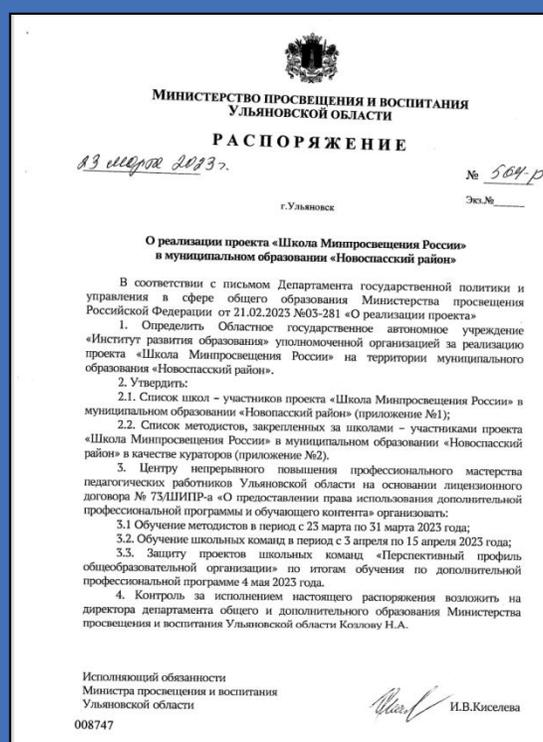 МИНИСТЕРСТВО ПРОСВЕЩЕНИЯ И ВОСПИТАНИЯ
УЛЬЯНОВСКОЙ ОБЛАСТИ
РАСПОРЯЖЕНИЕ
23 марта 2023г.
№ 564-р
Экз.№
г.Ульяновск
О реализации проекта «Школа Минпросвещения России»
в муниципальном образовании «Новоспасский район»
В соответствии с письмом Департамента государственной политики и
управления в сфере общего образования Министерства просвещения
Российской Федерации от 21.02.2023 №03-281 «О реализации проекта»
1. Определить Областное государственное автономное учреждение
«Институт развития образования» уполномоченной организацией за реализацию
проекта «Школа Минпросвещения России» на территории муниципального
образования «Новоспасский район».
2. Утвердить:
2.1. Список школ – участников проекта «Школа Минпросвещения России» в
муниципальном образовании «Новопасский район» (приложение №1);
2.2. Список методистов, закрепленных за школами – участниками проекта
«Школа Минпросвещения России» в муниципальном образовании «Новоспасский
район» в качестве кураторов (приложение №2).
3. Центру непрерывного повышения профессионального мастерства
педагогических работников Ульяновской области на основании лицензионного
договора № 73/ШИПР-а «О предоставлении права использования дополнительной
профессиональной программы и обучающего контента» организовать:
3.1 Обучение методистов в период с 23 марта по 31 марта 2023 года;
3.2. Обучение школьных команд в период с 3 апреля по 15 апреля 2023 года;
3.3. Защиту проектов школьных команд «Перспективный профиль
общеобразовательной организации» по итогам обучения по дополнительной
профессиональной программе 4 мая 2023 года.
4. Контроль за исполнением настоящего распоряжения возложить на
директора департамента общего и дополнительного образования Министерства
просвещения и воспитания Ульяновской области Козлову Н.А.
Исполняющий обязанности
Министра просвещения и воспитания
Ульяновской области
И.В.Киселева
008747